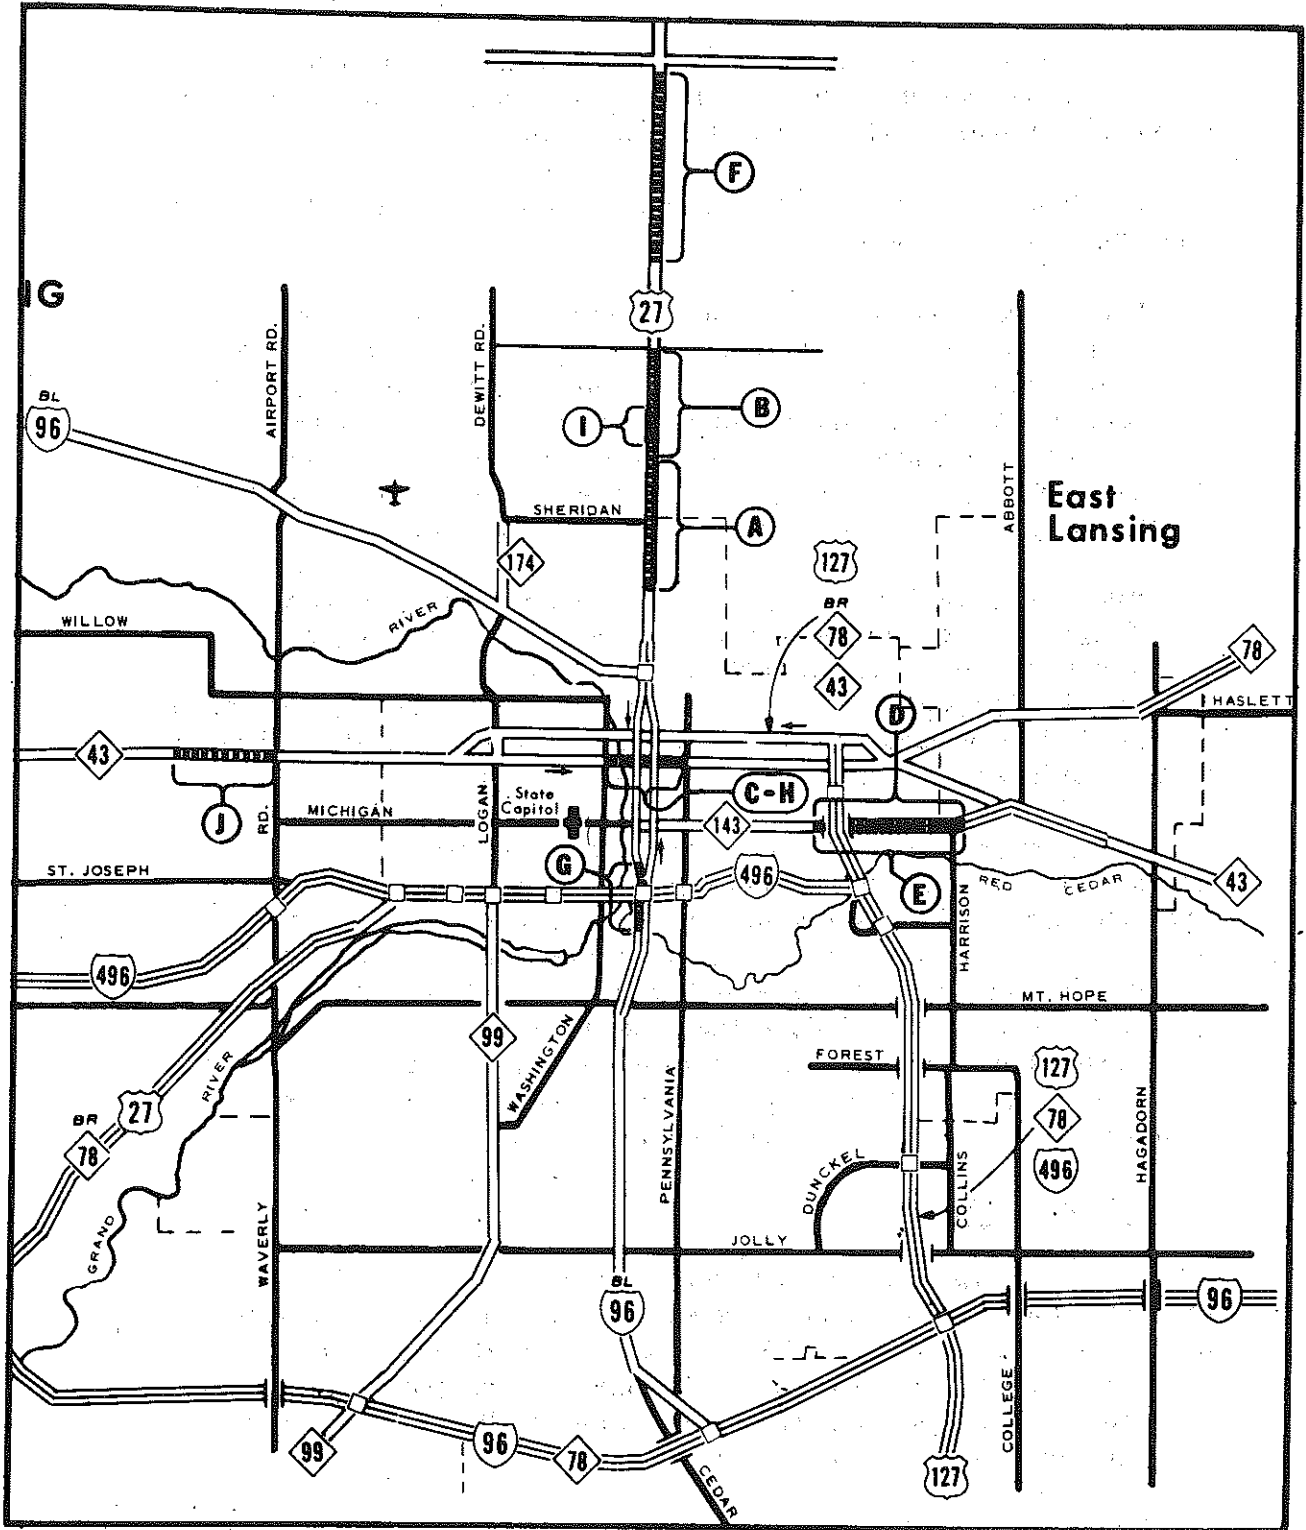 F
27
IG
AIRPORT RD.
DEWITT RD.
BL
96
B
I
ABBOTT
East
Lansing
SHERIDAN
A
174
127
BR
78
43
RIVER
WILLOW
78
HASLETT
D
43
C-H
J
RD.
MICHIGAN
LOGAN
State
Capitol
143
G
ST. JOSEPH
496
E
RED
CEDAR
43
HARRISON
496
MT. HOPE
99
WASHINGTON
FOREST
127
78
496
RIVER
27
BR
78
PENNSYLVANIA
HAGADORN
DUNCKEL
COLLINS
GRAND
WAVERLY
JOLLY
BL
96
96
COLLEGE
99
96
78
CEDAR
127